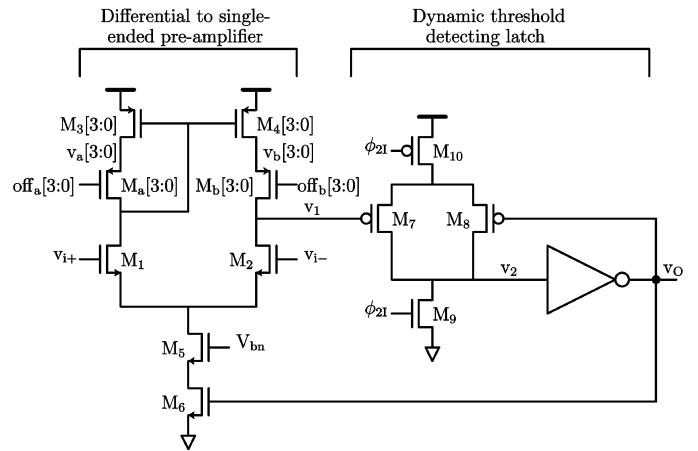 Differential to single-
ended pre-amplifier
Dynamic threshold
detecting latch
M3[3:0]
M4[3:0]
va[3:0]
vb[3:0]
offa[3:0]
Ma[3:0]
Mb[3:0]
offb[3:0]
ϕ2I
M10
v1
M7
M8
vi+
M1
M2
vi−
v2
vO
ϕ2I
M9
M5
Vbn
M6